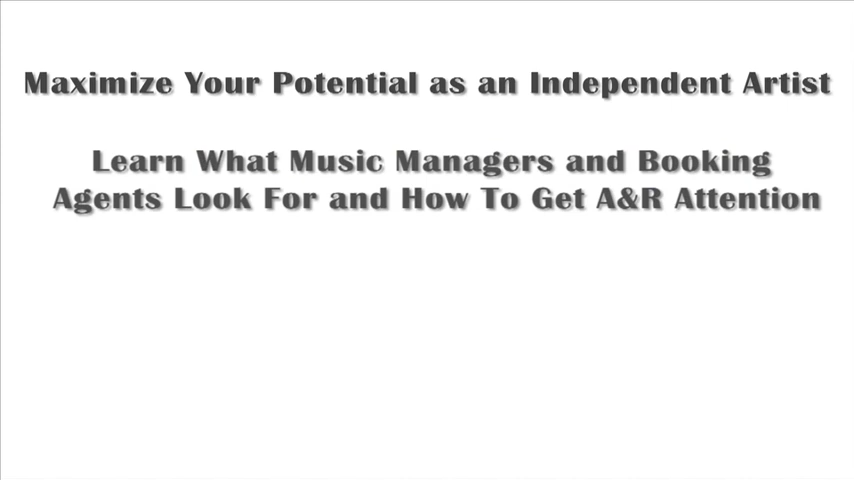 Maximize Your Potential as an Independent Artist
Learn What Music Managers and Booking
Agents Look For and How To Get A&R Attention